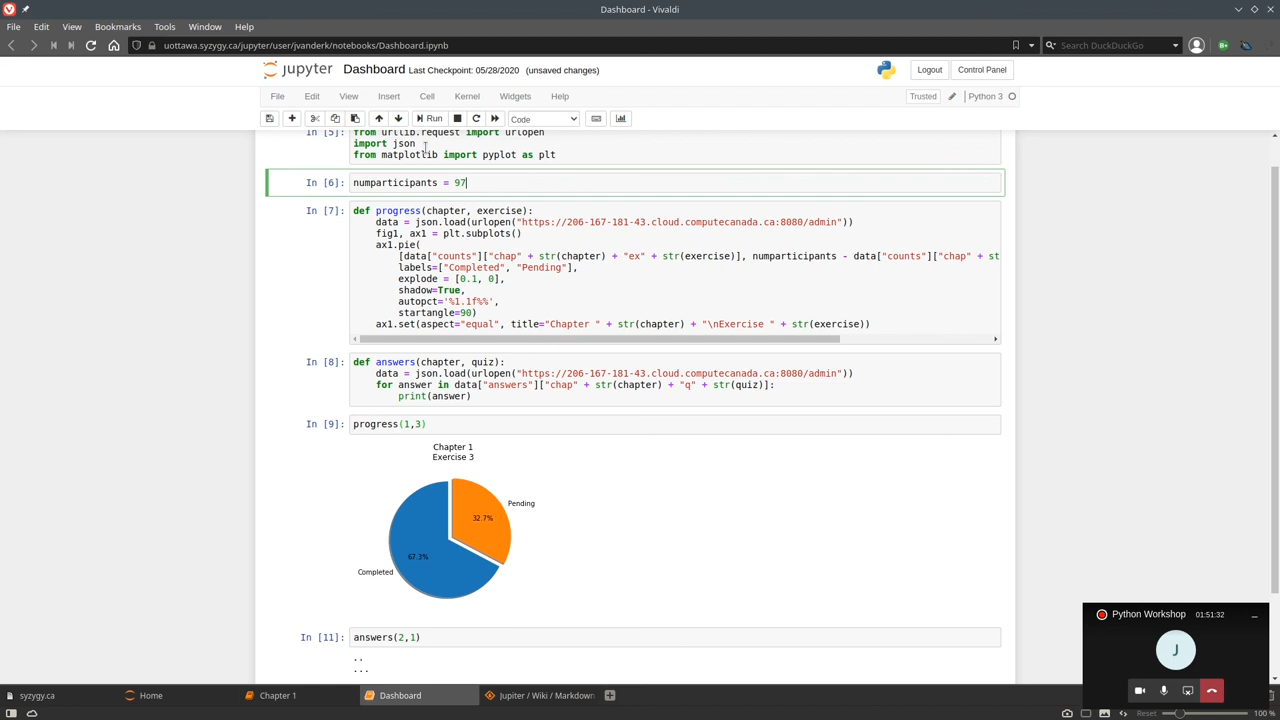 Dashboard - Vivaldi
File Edit View Bookmarks Tools Window Help
uottawa.syzygy.ca/jupyter/user/jvanderk/notebooks/Dashboard.ipynb
Search DuckDuckGo
jupyter Dashboard Last Checkpoint: 05/28/2020 (unsaved changes)
Logout Control Panel
File Edit View Insert Cell Kernel Widgets Help
Trusted Python 3
Run Code
In [5]: from urllib.request import urlopen
import json
from matplotlib import pyplot as plt
In [6]: numparticipants = 97
In [7]: def progress(chapter, exercise):
data = json.load(urlopen("https://206-167-181-43.cloud.computecanada.ca:8080/admin"))
fig1, ax1 = plt.subplots()
ax1.pie(
[data["counts"]["chap" + str(chapter) + "ex" + str(exercise)], numparticipants - data["counts"]["chap" + st
labels=["Completed", "Pending"],
explode = [0.1, 0],
shadow=True,
autopct='%1.1f%%',
startangle=90)
ax1.set(aspect="equal", title="Chapter " + str(chapter) + "\nExercise " + str(exercise))
In [8]: def answers(chapter, quiz):
data = json.load(urlopen("https://206-167-181-43.cloud.computecanada.ca:8080/admin"))
for answer in data["answers"]["chap" + str(chapter) + "q" + str(quiz)]:
print(answer)
In [9]: progress(1,3)
Chapter 1
Exercise 3
Pending
32.7%
67.3%
Completed
In [11]: answers(2,1)
..
...
Python Workshop 01:51:32
J
syzygy.ca Home Chapter 1 Dashboard Jupiter / Wiki / Markdown
Reset 100 %